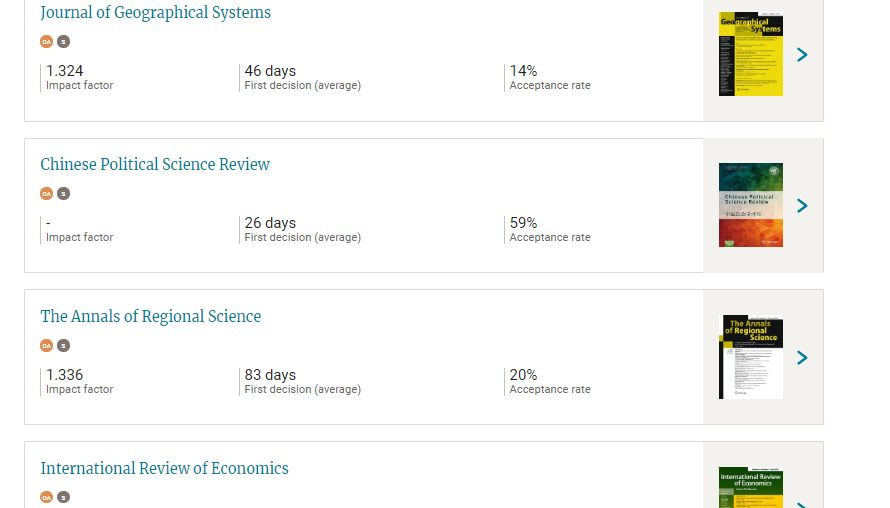 Journal of Geographical Systems
Geographical
Systems
OA S
1.324
Impact factor
46 days
First decision (average)
14%
Acceptance rate
Chinese Political Science Review
Chinese Political
Science Review
OA S
-
Impact factor
26 days
First decision (average)
59%
Acceptance rate
The Annals of Regional Science
The Annals
of Regional
Science
OA S
1.336
Impact factor
83 days
First decision (average)
20%
Acceptance rate
International Review of Economics
International Review
of Economics
OA S